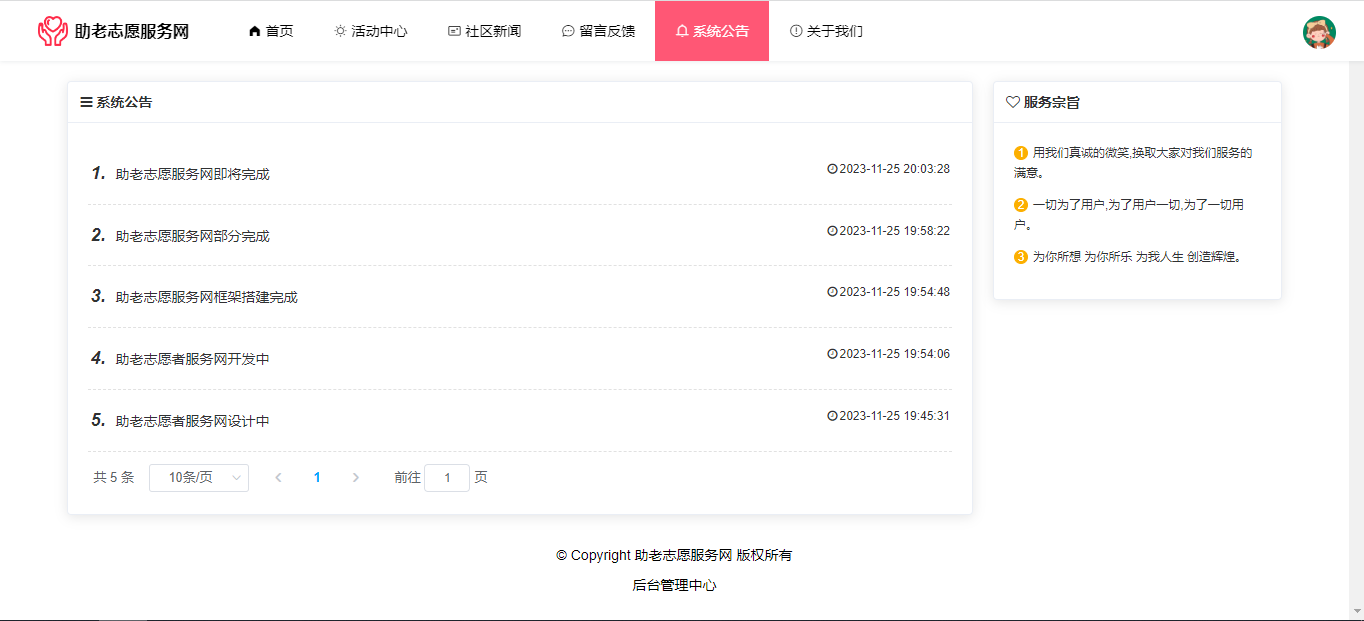 助老志愿服务网 首页 活动中心 社区新闻 留言反馈 系统公告 关于我们
系统公告
1. 助老志愿服务网即将完成 2023-11-25 20:03:28
2. 助老志愿服务网部分完成 2023-11-25 19:58:22
3. 助老志愿服务网框架搭建完成 2023-11-25 19:54:48
4. 助老志愿者服务网开发中 2023-11-25 19:54:06
5. 助老志愿者服务网设计中 2023-11-25 19:45:31
共 5 条 10条/页 1 前往 1 页
服务宗旨
1 用我们真诚的微笑,换取大家对我们服务的
满意。
2 一切为了用户,为了用户一切,为了一切用
户。
3 为你所想 为你所乐 为我人生 创造辉煌。
© Copyright 助老志愿服务网 版权所有
后台管理中心